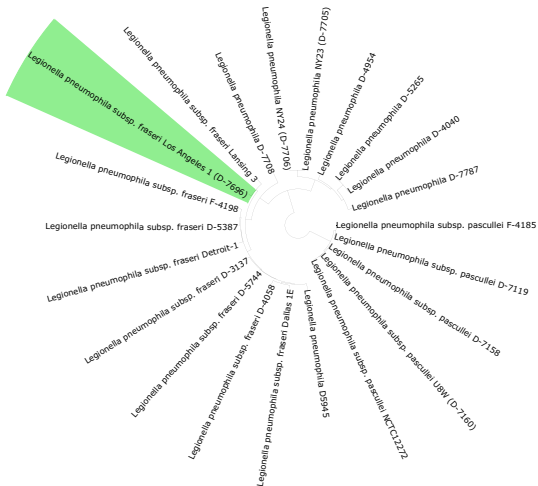 Legionella pneumophila NY23 (D-7705)
Legionella pneumophila D-4954
Legionella pneumophila D-5265
Legionella pneumophila D-4040
Legionella pneumophila D-7787
Legionella pneumophila subsp. pascullei F-4185
Legionella pneumophila subsp. pascullei D-7119
Legionella pneumophila subsp. pascullei D-7158
Legionella pneumophila subsp. pascullei U8W (D-7160)
Legionella pneumophila subsp. pascullei NCTC12272
Legionella pneumophila D5945
Legionella pneumophila subsp. fraseri Dallas 1E
Legionella pneumophila subsp. fraseri D-4058
Legionella pneumophila subsp. fraseri D-5744
Legionella pneumophila subsp. fraseri D-3137
Legionella pneumophila subsp. fraseri Detroit-1
Legionella pneumophila subsp. fraseri D-5387
Legionella pneumophila subsp. fraseri F-4198
Legionella pneumophila subsp. fraseri Los Angeles 1 (D-7696)
Legionella pneumophila subsp. fraseri Lansing 3
Legionella pneumophila D-7708
Legionella pneumophila NY24 (D-7706)